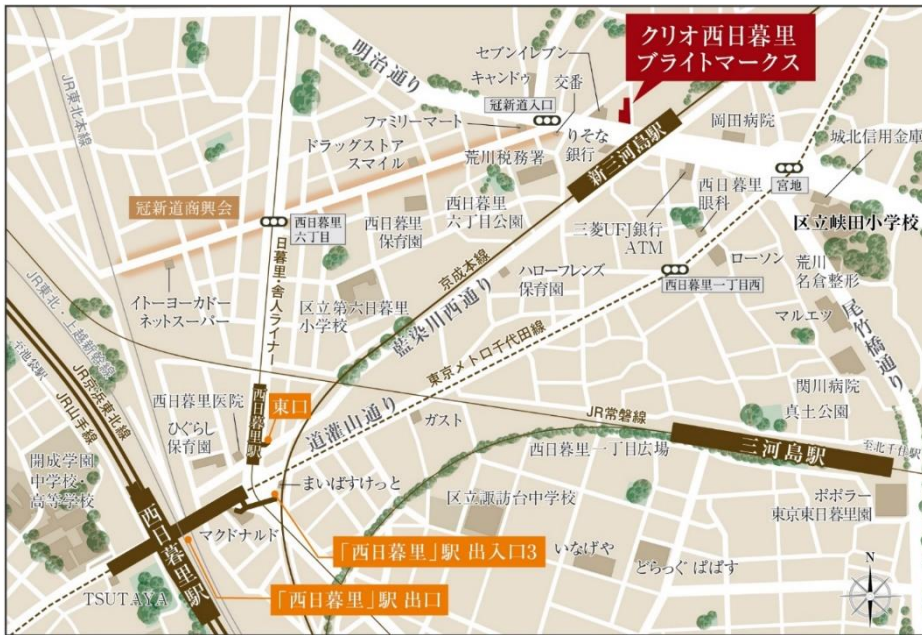 クリオ西日暮里
ブライトマークス
明治通り
セブンイレブン
キャンドゥ
交番
冠新道入口
ファミリーマート
りそな
銀行
岡田病院
城北信用金庫
ドラッグストア
スマイル
荒川税務署
新三河島駅
JR東北本線
冠新道商興会
西日暮里
六丁目
西日暮里
保育園
西日暮里
六丁目公園
三菱UFJ銀行
ATM
西日暮里
眼科
宮地
区立峡田小学校
日暮里・舎人ライナー
京成本線
ハローフレンズ
保育園
ローソン
西日暮里一丁目西
荒川
名倉整形
イトーヨーカドー
ネットスーパー
区立第六日暮里
小学校
藍染川西通り
マルエツ
尾竹橋通り
JR東北・上越新幹線
至池袋駅
JR京浜東北線
JR山手線
東京メトロ千代田線
西日暮里医院
ひぐらし
保育園
西日暮里駅
東口
道灌山通り
ガスト
JR常磐線
関川病院
真土公園
西日暮里一丁目広場
三河島駅
至北千住駅
開成学園
中学校・
高等学校
まいばすけっと
区立諏訪台中学校
ポポラー
東京東日暮里園
西日暮里駅
マクドナルド
「西日暮里」駅 出入口3
いなげや
どらっぐ ぱぱす
TSUTAYA
「西日暮里」駅 出口
N